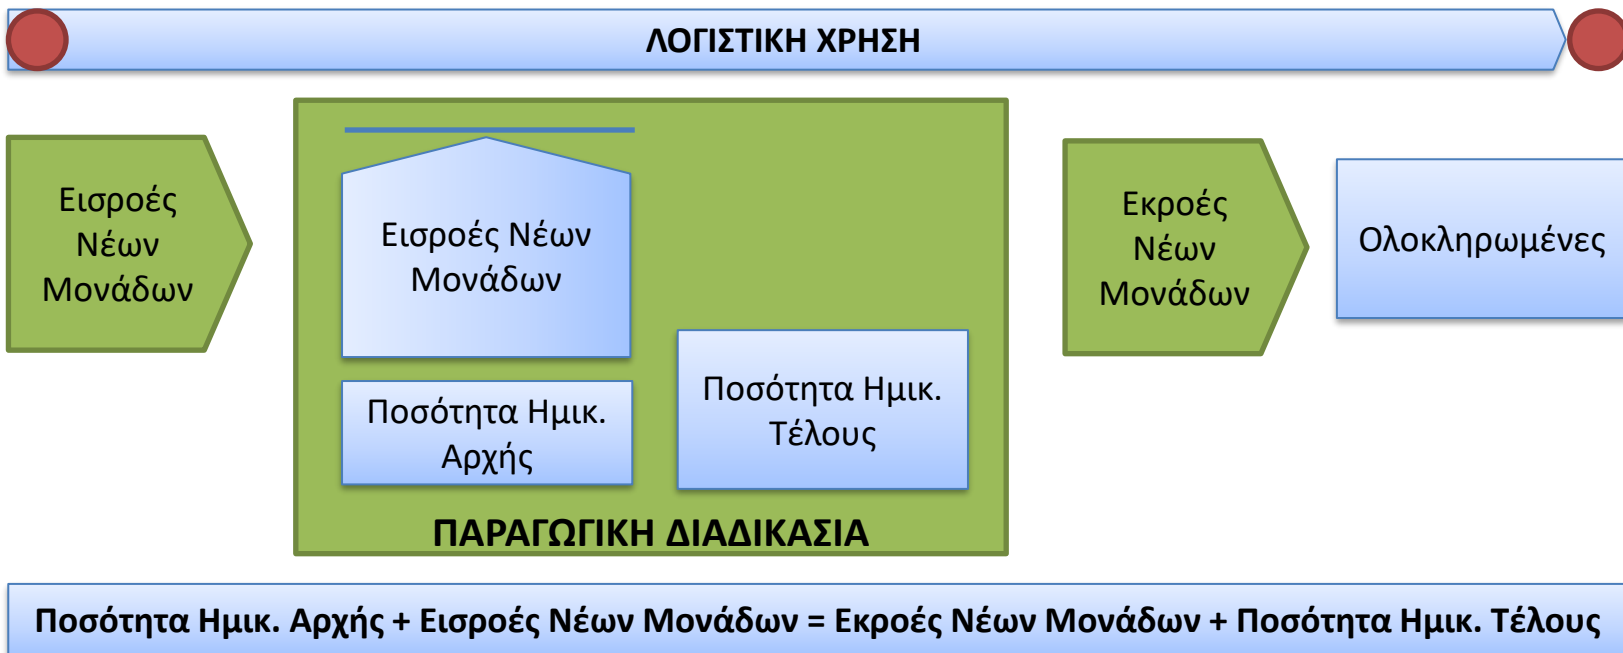 ΛΟΓΙΣΤΙΚΗ ΧΡΗΣΗ
Εισροές
Νέων
Μονάδων
Εισροές Νέων
Μονάδων
Ποσότητα Ημικ.
Αρχής
Ποσότητα Ημικ.
Τέλους
ΠΑΡΑΓΩΓΙΚΗ ΔΙΑΔΙΚΑΣΙΑ
Εκροές
Νέων
Μονάδων
Ολοκληρωμένες
Ποσότητα Ημικ. Αρχής + Εισροές Νέων Μονάδων = Εκροές Νέων Μονάδων + Ποσότητα Ημικ. Τέλους